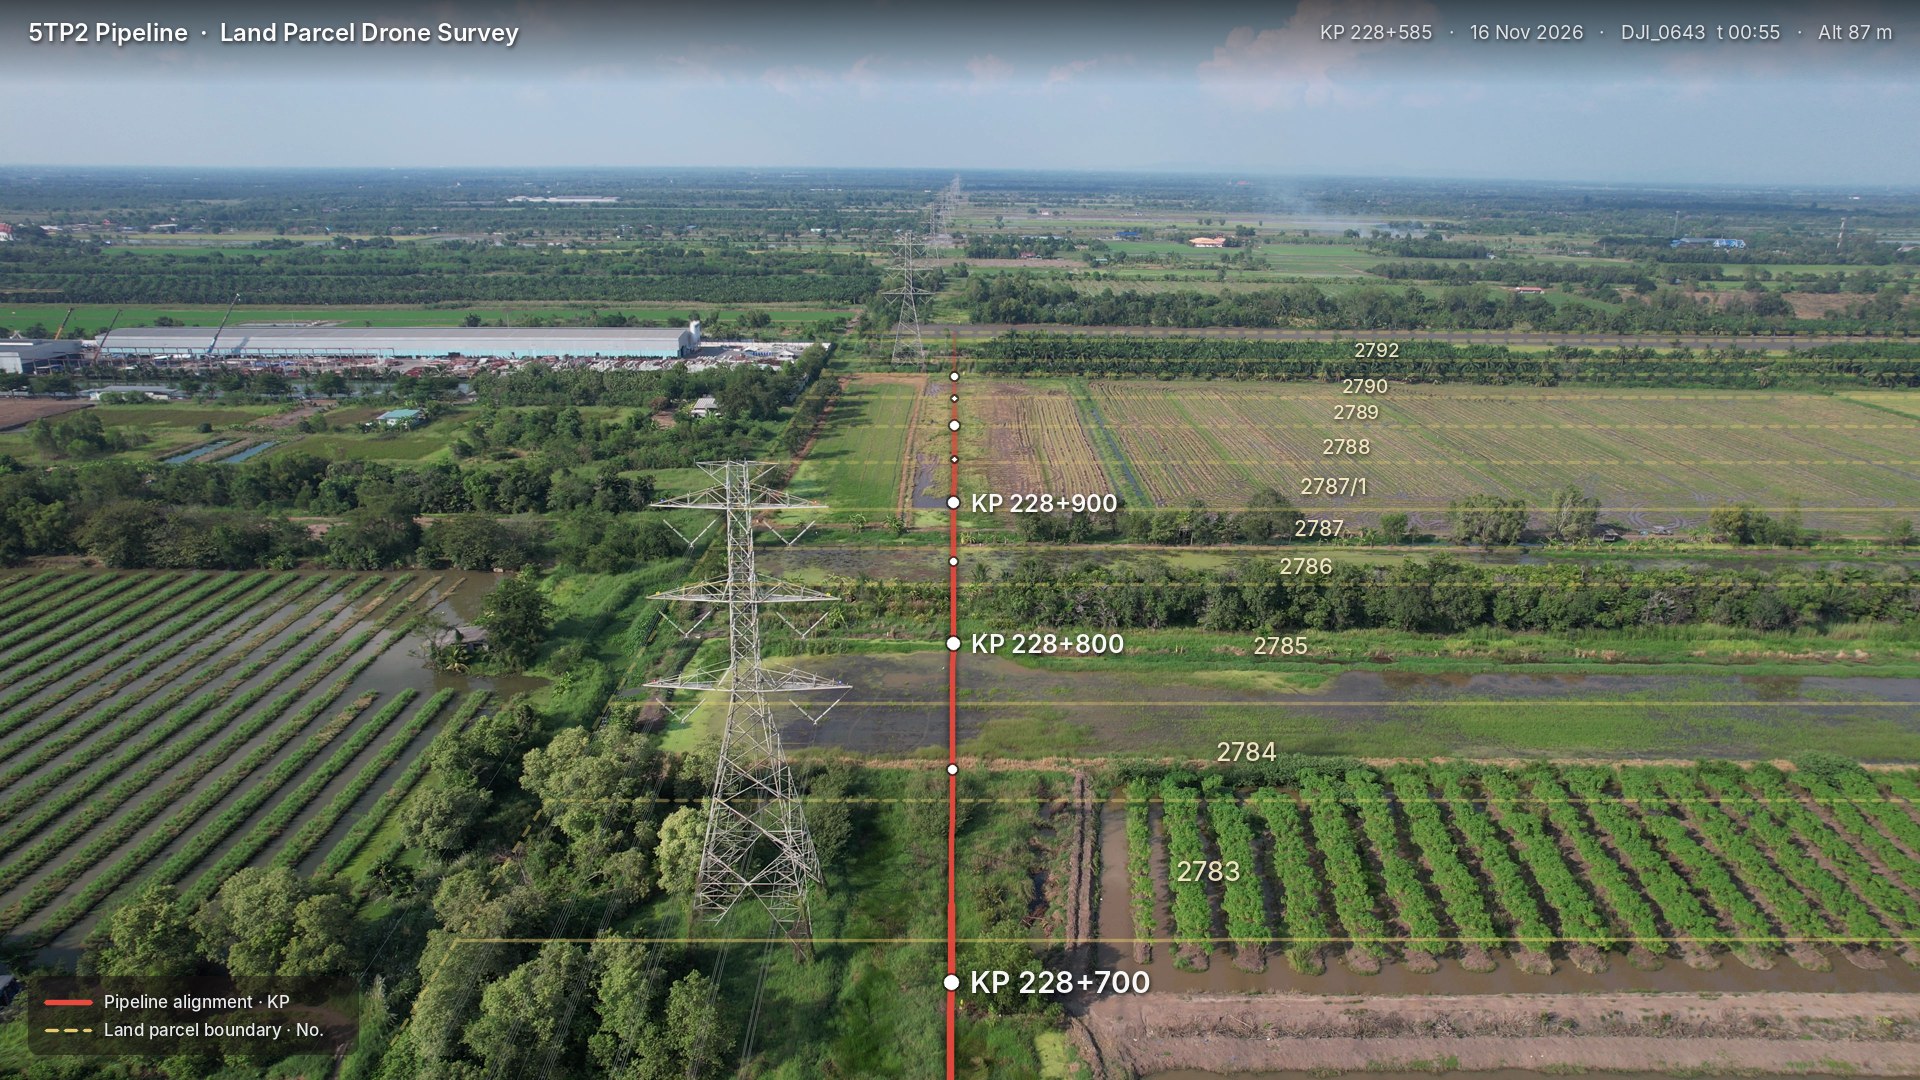 5TP2 Pipeline · Land Parcel Drone Survey
KP 228+585 · 16 Nov 2026 · DJI_0643 t 00:55 · Alt 87 m
2792
2790
2789
2788
2787/1
KP 228+900
2787
2786
KP 228+800
2785
2784
2783
KP 228+700
Pipeline alignment · KP
Land parcel boundary · No.